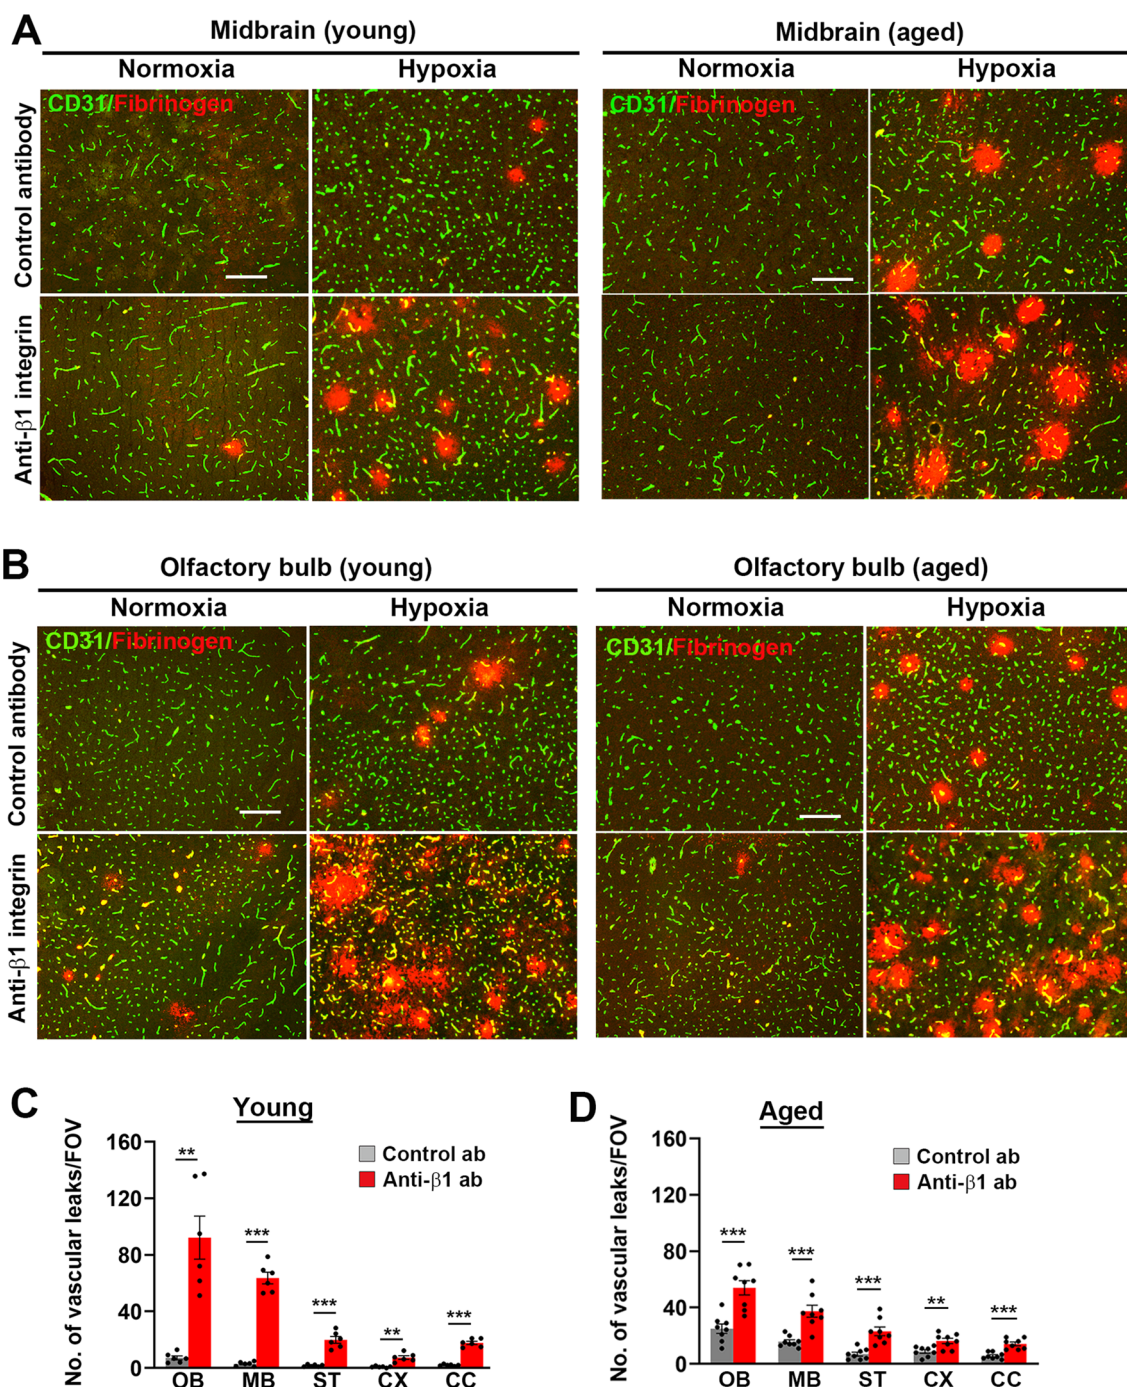 A
Midbrain (young)
Midbrain (aged)
Normoxia
Hypoxia
Normoxia
Hypoxia
Control antibody
CD31/Fibrinogen
CD31/Fibrinogen
Anti-β1 integrin
B
Olfactory bulb (young)
Olfactory bulb (aged)
Normoxia
Hypoxia
Normoxia
Hypoxia
Control antibody
CD31/Fibrinogen
CD31/Fibrinogen
Anti-β1 integrin
C
Young
No. of vascular leaks/FOV
160
120
80
40
0
**
***
***
**
***
Control ab
Anti-β1 ab
OB MB ST CX CC
D
Aged
No. of vascular leaks/FOV
160
120
80
40
0
***
***
***
**
***
Control ab
Anti-β1 ab
OB MB ST CX CC